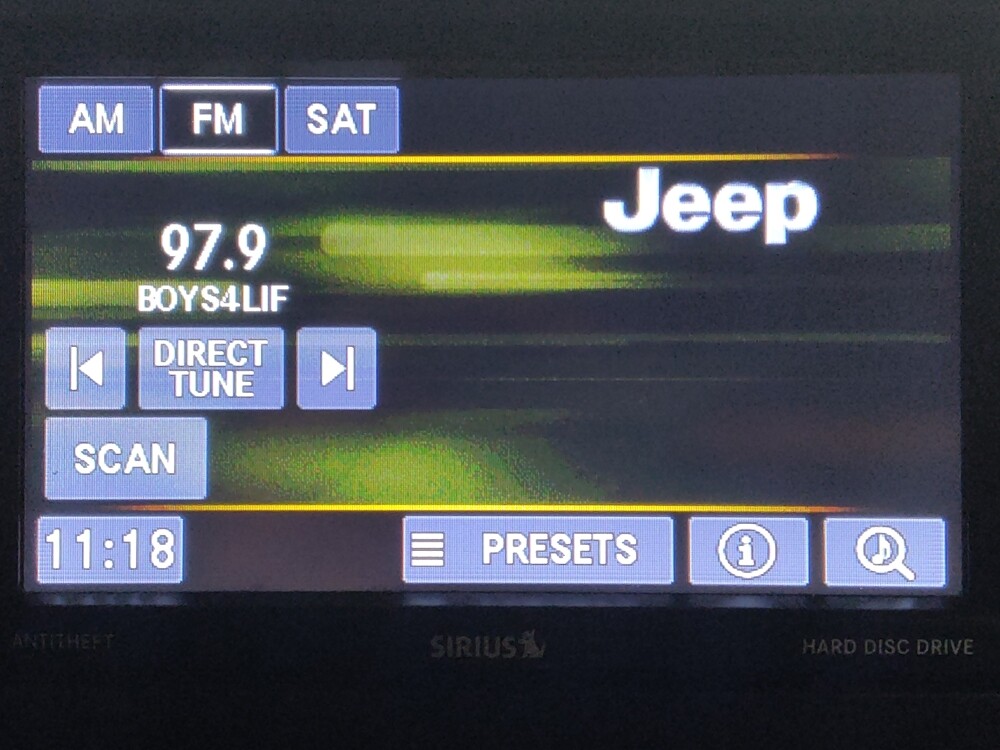 AM FM SAT
Jeep
97.9
BOYS4LIF
DIRECT
TUNE
SCAN
11:18 PRESETS
ANTITHEFT SIRIUS HARD DISC DRIVE